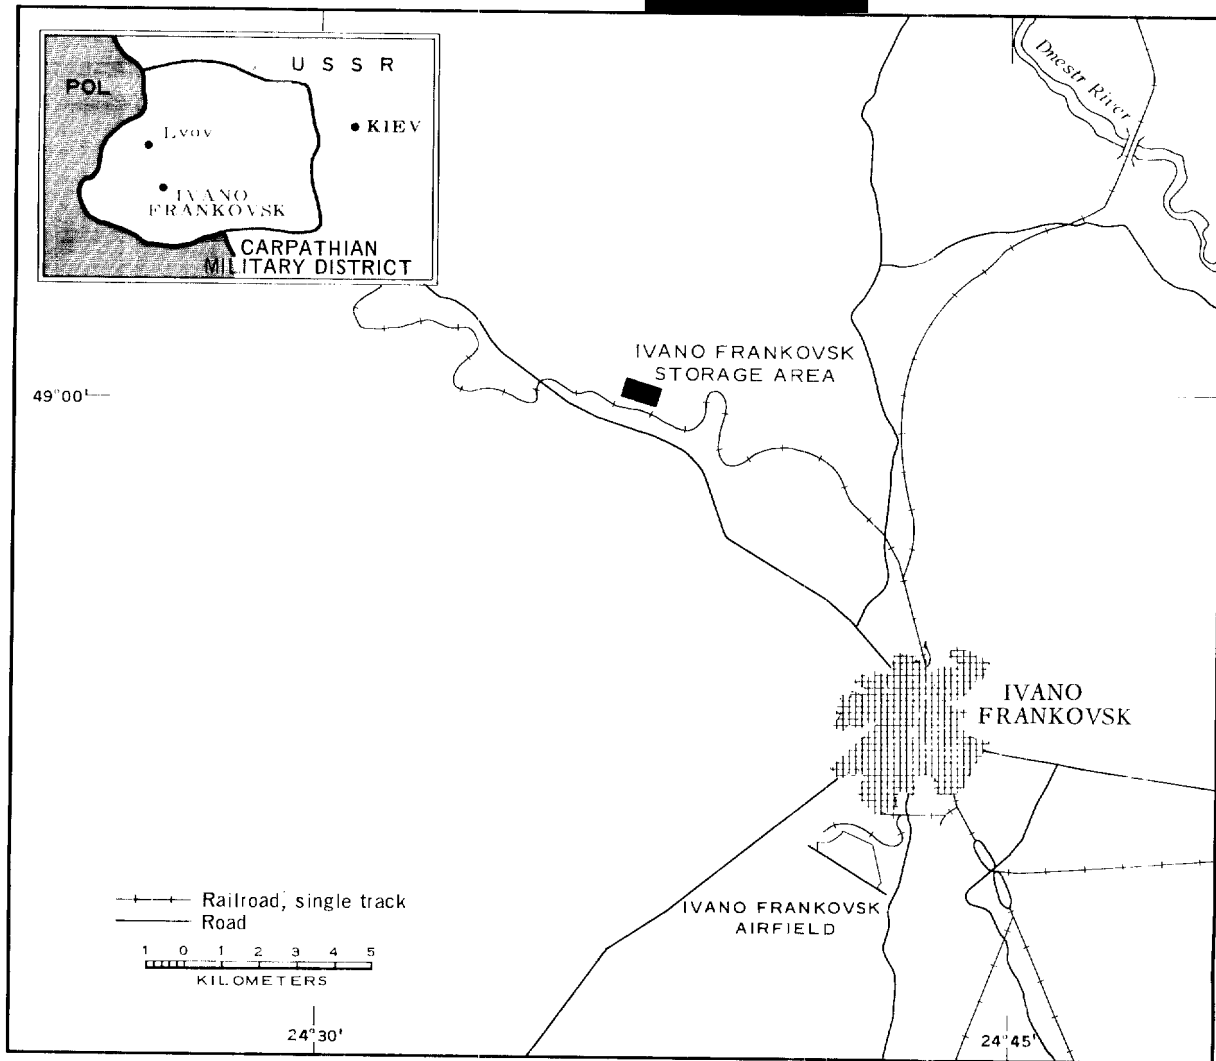 U S S R
POL
Lvov
KIEV
IVANO
FRANKOVSK
CARPATHIAN
MILITARY DISTRICT
Dnestr River
IVANO FRANKOVSK
STORAGE AREA
49°00'
IVANO
FRANKOVSK
Railroad, single track
Road
1 0 1 2 3 4 5
KILOMETERS
IVANO FRANKOVSK
AIRFIELD
24°30'
24°45'